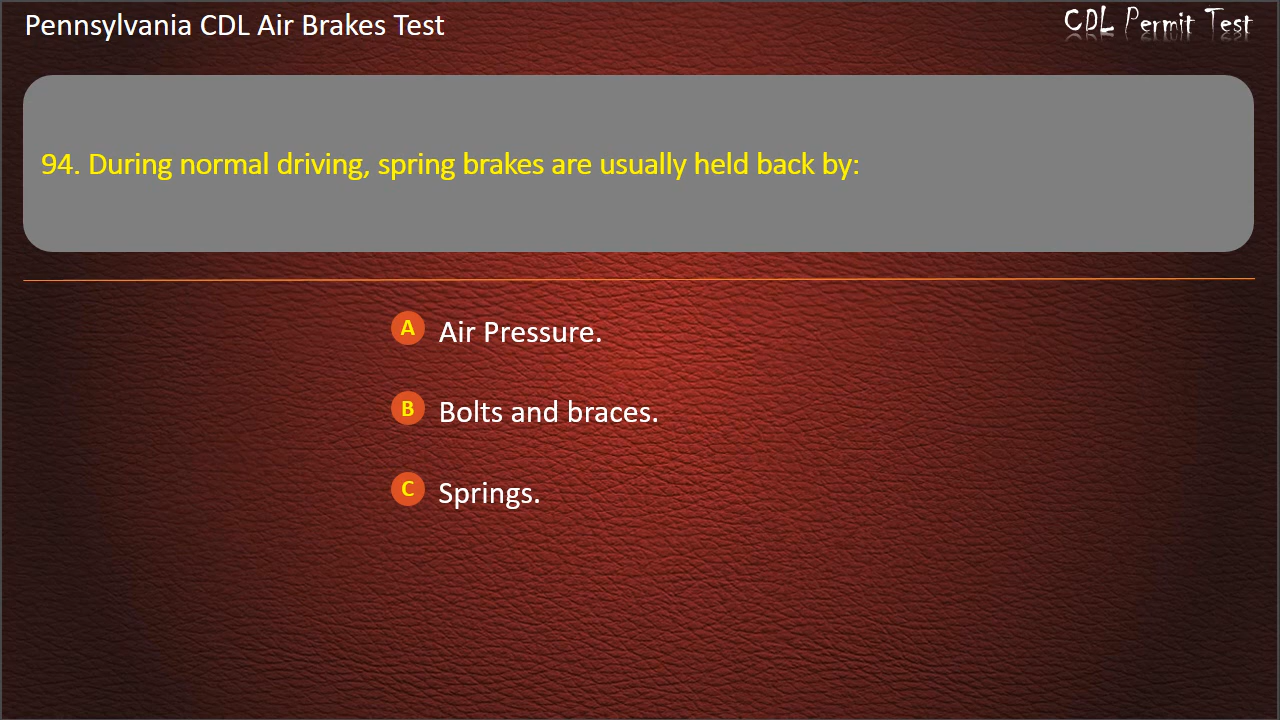 Pennsylvania CDL Air Brakes Test
CDL Permit Test
94. During normal driving, spring brakes are usually held back by:
A Air Pressure.
B Bolts and braces.
C Springs.